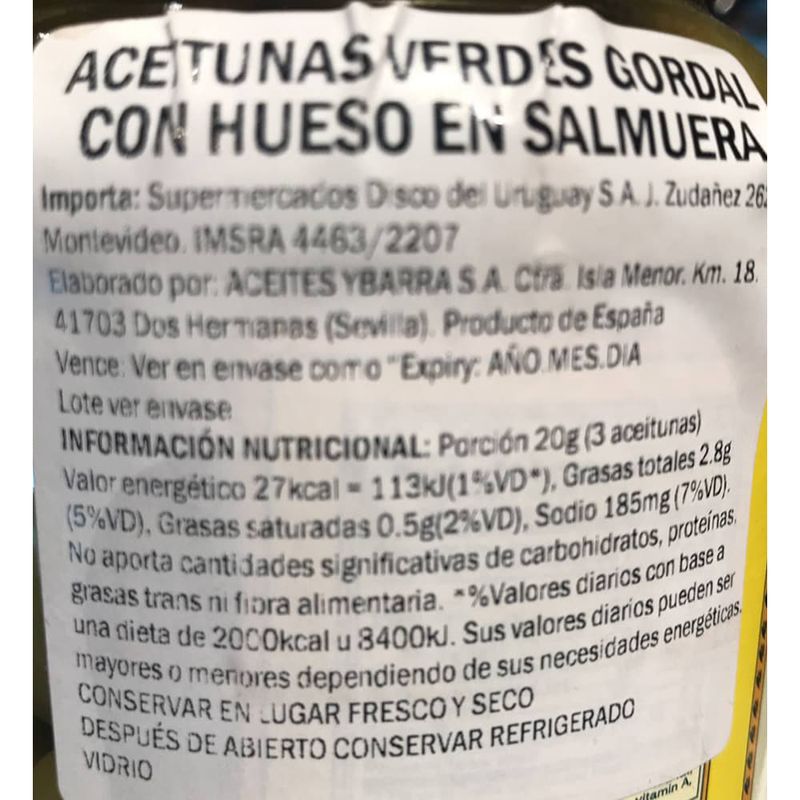 ACEITUNAS VERDES GORDAL
CON HUESO EN SALMUERA
Importa: Supermercados Disco del Uruguay S.A. J. Zudañez 262
Montevideo. IMSRA 4463/2207
Elaborado por: ACEITES YBARRA S.A. Ctra. Isla Menor. Km. 18.
41703 Dos Hermanas (Sevilla). Producto de España
Vence: Ver en envase como "Expiry: AÑO.MES.DIA
Lote ver envase
INFORMACIÓN NUTRICIONAL: Porción 20g (3 aceitunas)
Valor energético 27kcal = 113kJ(1%VD*), Grasas totales 2.8g
(5%VD), Grasas saturadas 0.5g(2%VD), Sodio 185mg (7%VD).
No aporta cantidades significativas de carbohidratos, proteínas,
grasas trans ni fibra alimentaria. *%Valores diarios con base a
una dieta de 2000kcal u 8400kJ. Sus valores diarios pueden ser
mayores o menores dependiendo de sus necesidades energéticas.
CONSERVAR EN LUGAR FRESCO Y SECO
DESPUÉS DE ABIERTO CONSERVAR REFRIGERADO
VIDRIO
vitamin A,